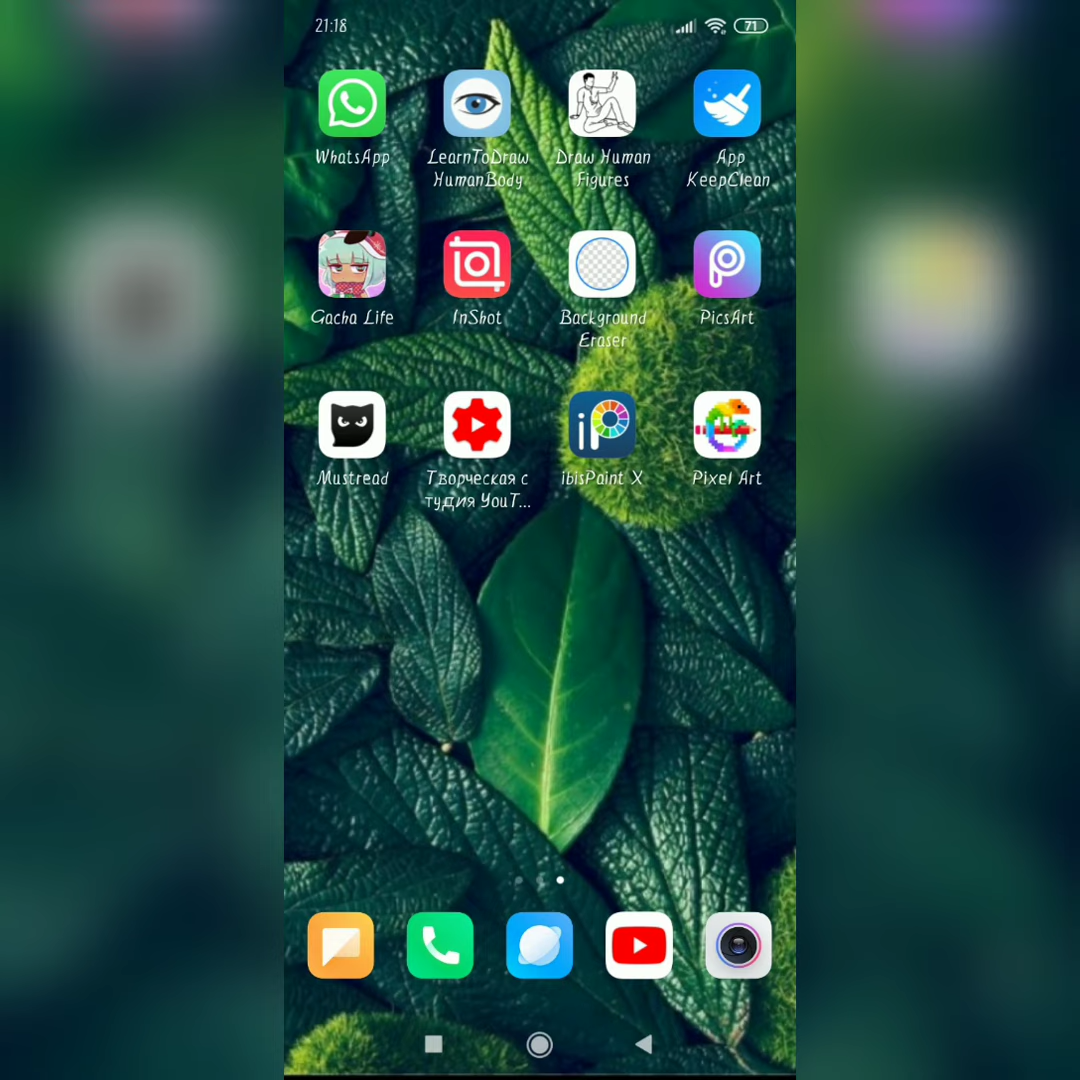 21:18
71
WhatsApp
LearnToDraw
HumanBody
Draw Human
Figures
App
KeepClean
Gacha Life
InShot
Background
Eraser
PicsArt
Mustread
Творческая с
тудия YouT...
iP
ibisPaint X
Pixel Art